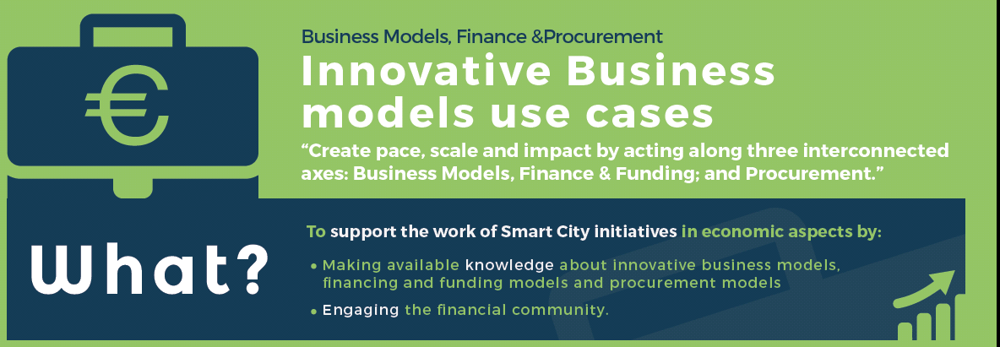 Business Models, Finance &Procurement
Innovative Business
models use cases
“Create pace, scale and impact by acting along three interconnected
axes: Business Models, Finance & Funding; and Procurement.”
€
What?
To support the work of Smart City initiatives in economic aspects by:
• Making available knowledge about innovative business models,
financing and funding models and procurement models
• Engaging the financial community.